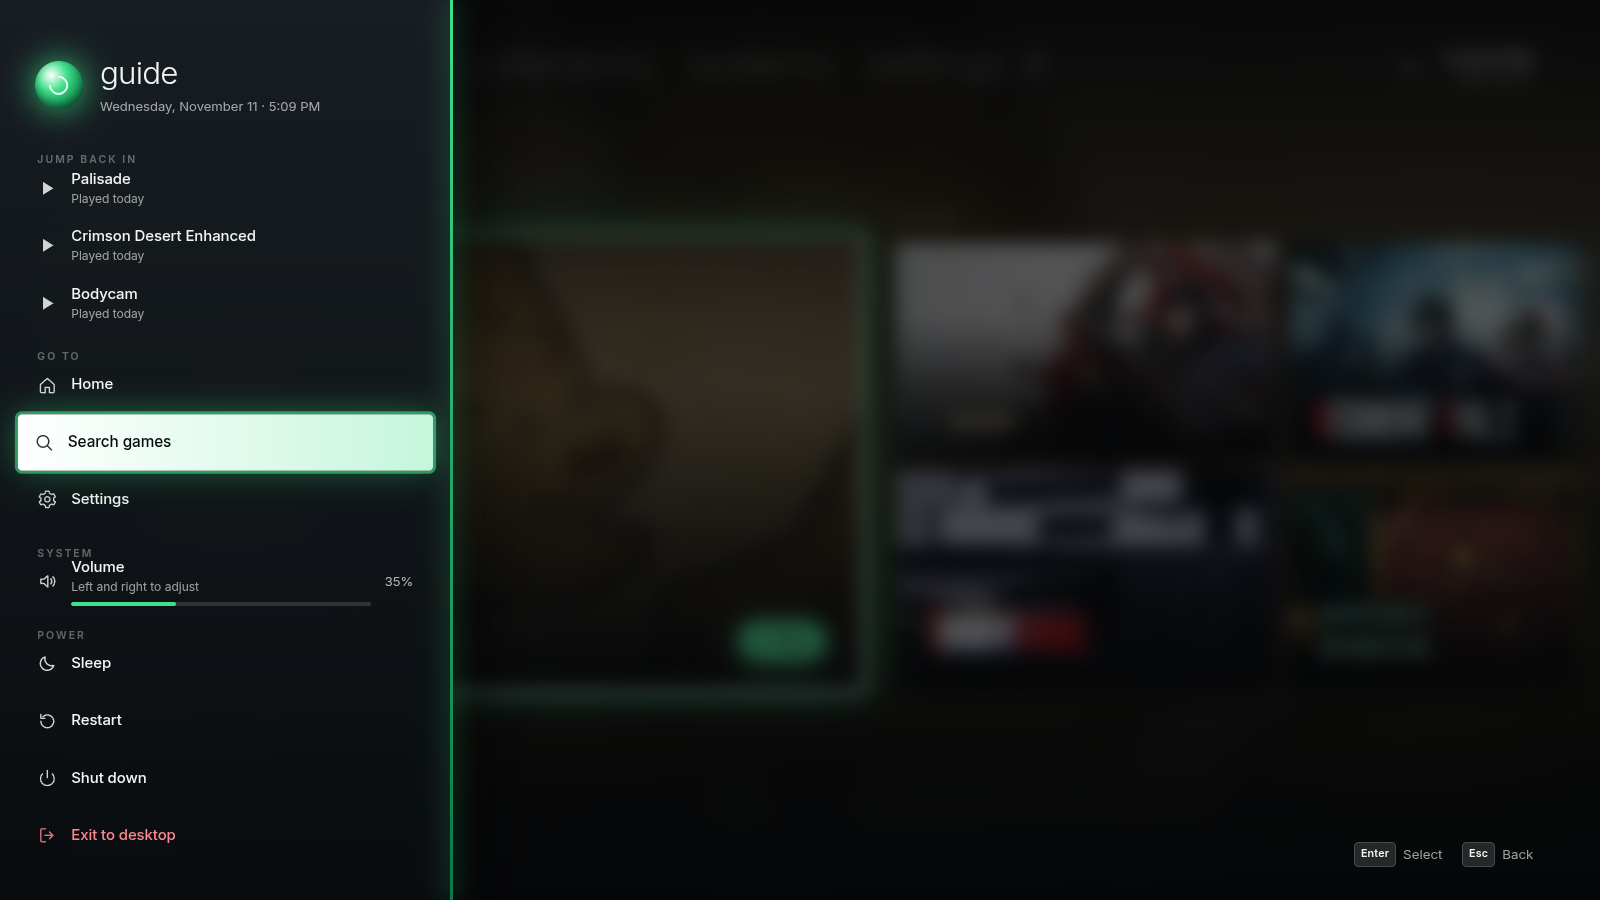 guide
Wednesday, November 11 · 5:09 PM
JUMP BACK IN
Palisade
Played today
Crimson Desert Enhanced
Played today
Bodycam
Played today
GO TO
Home
Search games
Settings
SYSTEM
Volume
Left and right to adjust
35%
POWER
Sleep
Restart
Shut down
Exit to desktop
Enter Select Esc Back